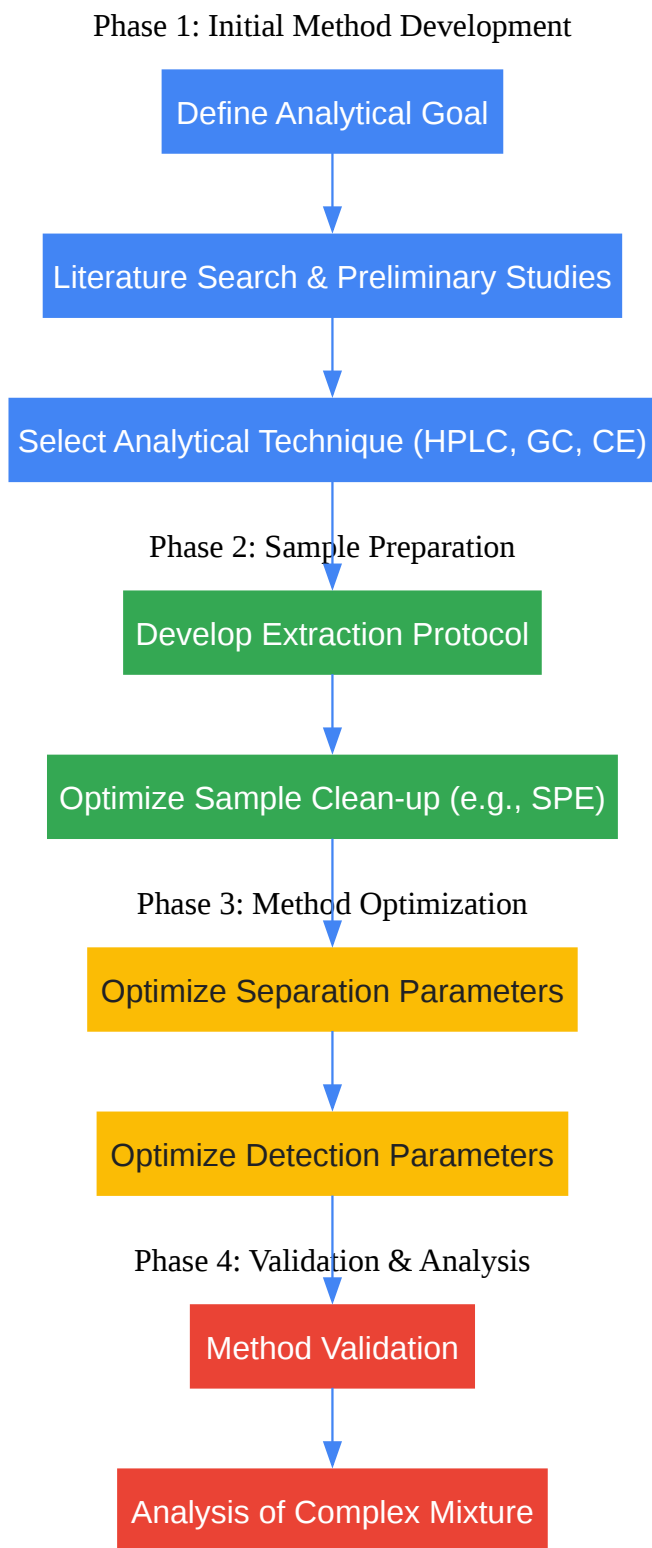 Phase 1: Initial Method Development
Define Analytical Goal
Literature Search & Preliminary Studies
Select Analytical Technique (HPLC, GC, CE)
Phase 2: Sample Preparation
Develop Extraction Protocol
Optimize Sample Clean-up (e.g., SPE)
Phase 3: Method Optimization
Optimize Separation Parameters
Optimize Detection Parameters
Phase 4: Validation & Analysis
Method Validation
Analysis of Complex Mixture